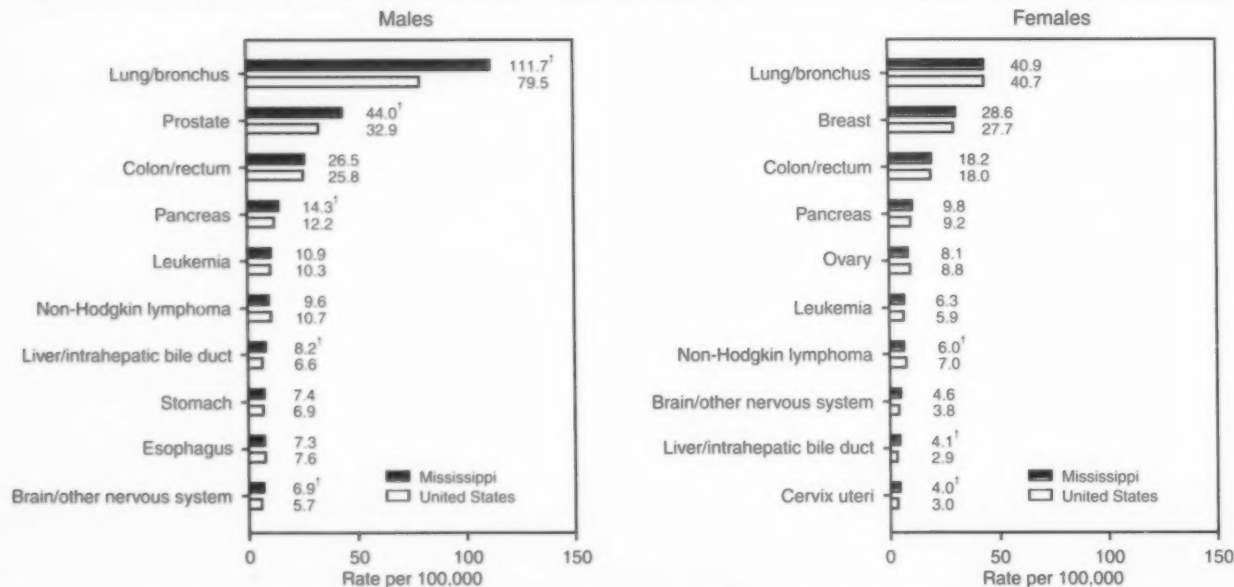 Males
Lung/bronchus
111.7†
79.5
Prostate
44.0†
32.9
Colon/rectum
26.5
25.8
Pancreas
14.3†
12.2
Leukemia
10.9
10.3
Non-Hodgkin lymphoma
9.6
10.7
Liver/intrahepatic bile duct
8.2†
6.6
Stomach
7.4
6.9
Esophagus
7.3
7.6
Brain/other nervous system
6.9†
5.7
Mississippi
United States
0 50 100 150
Rate per 100,000
Females
Lung/bronchus
40.9
40.7
Breast
28.6
27.7
Colon/rectum
18.2
18.0
Pancreas
9.8
9.2
Ovary
8.1
8.8
Leukemia
6.3
5.9
Non-Hodgkin lymphoma
6.0†
7.0
Brain/other nervous system
4.6
3.8
Liver/intrahepatic bile duct
4.1†
2.9
Cervix uteri
4.0†
3.0
Mississippi
United States
0 50 100 150
Rate per 100,000